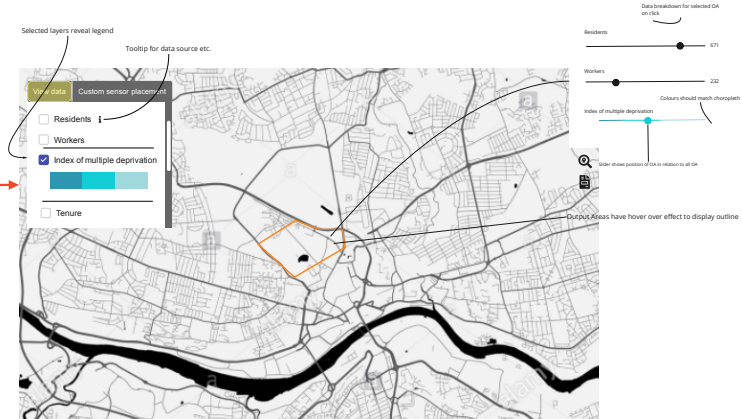 Data breakdown for selected OA
on click
Selected layers reveal legend
Residents
Tooltip for data source etc.
671
Workers
232
View data
Custom sensor placement
Colours should match choropleth
Index of multiple deprivation
Residents i
Workers
Index of multiple deprivation
Slider shows position of OA in relation to all OA
Tenure
Output Areas have hover over effect to display outline